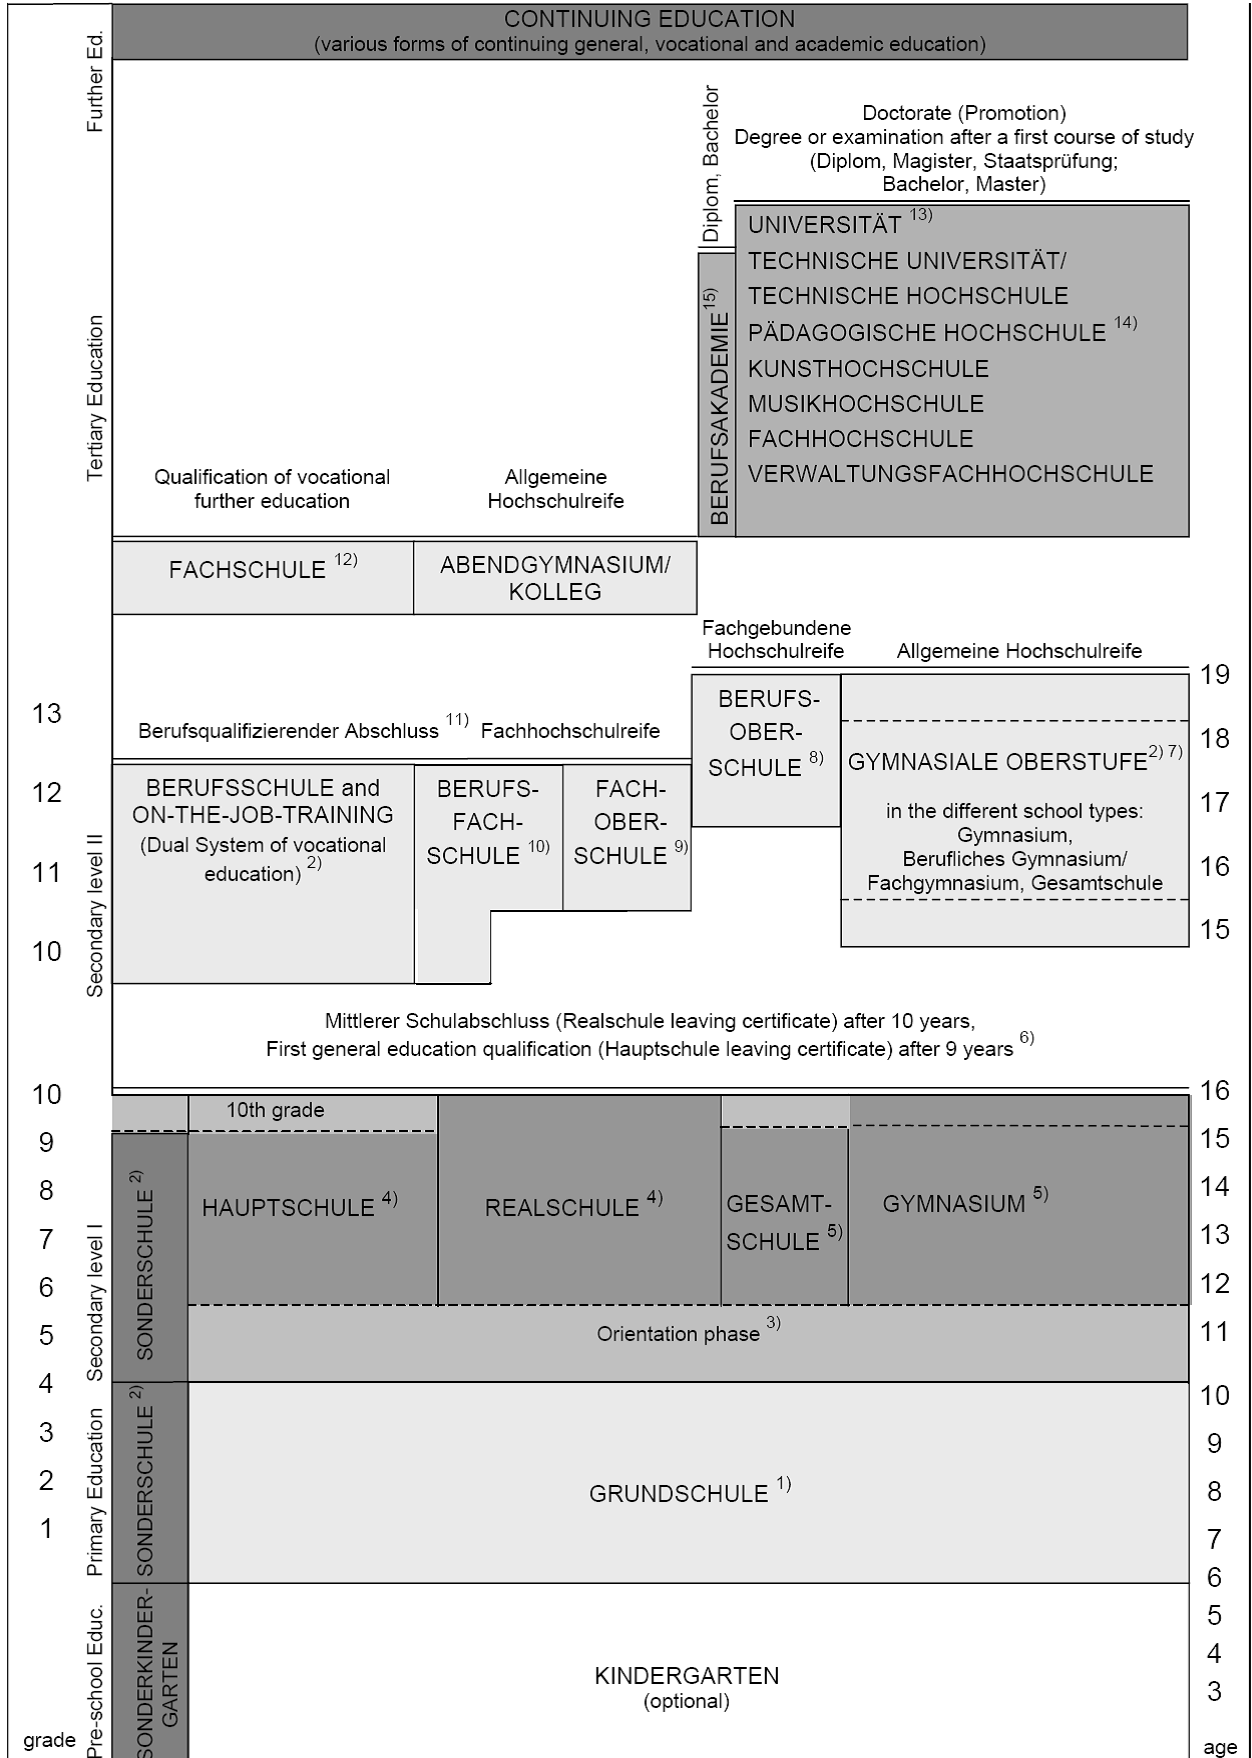 CONTINUING EDUCATION
(various forms of continuing general, vocational and academic education)
Further Ed.
Diplom, Bachelor
Doctorate (Promotion)
Degree or examination after a first course of study
(Diplom, Magister, Staatsprüfung;
Bachelor, Master)
Tertiary Education
BERUFSAKADEMIE 15)
UNIVERSITÄT 13)
TECHNISCHE UNIVERSITÄT/
TECHNISCHE HOCHSCHULE
PÄDAGOGISCHE HOCHSCHULE 14)
KUNSTHOCHSCHULE
MUSIKHOCHSCHULE
FACHHOCHSCHULE
VERWALTUNGSFACHHOCHSCHULE
Qualification of vocational
further education
Allgemeine
Hochschulreife
FACHSCHULE 12)
ABENDGYMNASIUM/
KOLLEG
Fachgebundene
Hochschulreife
Allgemeine Hochschulreife
19
13
Berufsqualifizierender Abschluss 11)
Fachhochschulreife
BERUFS-
OBER-
SCHULE 8)
18
GYMNASIALE OBERSTUFE 2) 7)
in the different school types:
Gymnasium,
Berufliches Gymnasium/
Fachgymnasium, Gesamtschule
12
BERUFSSCHULE and
ON-THE-JOB-TRAINING
(Dual System of vocational
education) 2)
BERUFS-
FACH-
SCHULE 10)
FACH-
OBER-
SCHULE 9)
17
11
16
10
15
Secondary level II
Mittlerer Schulabschluss (Realschule leaving certificate) after 10 years,
First general education qualification (Hauptschule leaving certificate) after 9 years 6)
10
16
10th grade
9
15
8
14
SONDERSCHULE 2)
HAUPTSCHULE 4)
REALSCHULE 4)
GESAMT-
SCHULE 5)
GYMNASIUM 5)
7
13
6
12
Secondary level I
5
Orientation phase 3)
11
4
10
3
9
Primary Education
SONDERSCHULE 2)
GRUNDSCHULE 1)
2
8
1
7
6
5
4
3
Pre-school Educ.
SONDERKINDER-
GARTEN
KINDERGARTEN
(optional)
grade
age